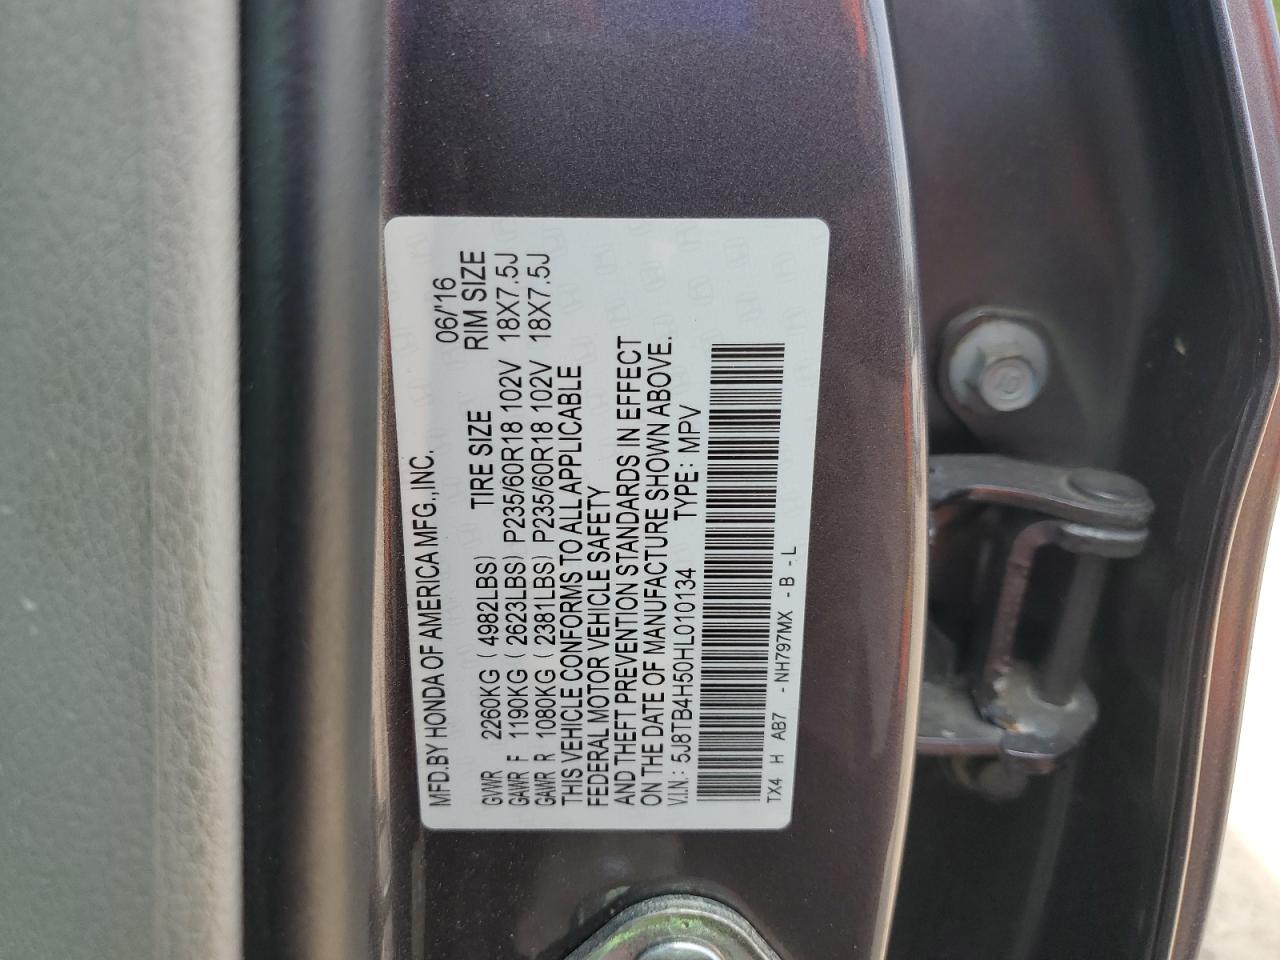 MFD.BY HONDA OF AMERICA MFG.,INC. 06/'16
TIRE SIZE RIM SIZE
GVWR 2260KG ( 4982LBS)
GAWR F 1190KG ( 2623LBS) P235/60R18 102V 18X7.5J
GAWR R 1080KG ( 2381LBS) P235/60R18 102V 18X7.5J
THIS VEHICLE CONFORMS TO ALL APPLICABLE
FEDERAL MOTOR VEHICLE SAFETY
AND THEFT PREVENTION STANDARDS IN EFFECT
ON THE DATE OF MANUFACTURE SHOWN ABOVE.
V.I.N.: 5J8TB4H50HL010134 TYPE: MPV
TX4 H AB7 -NH797MX -B -L